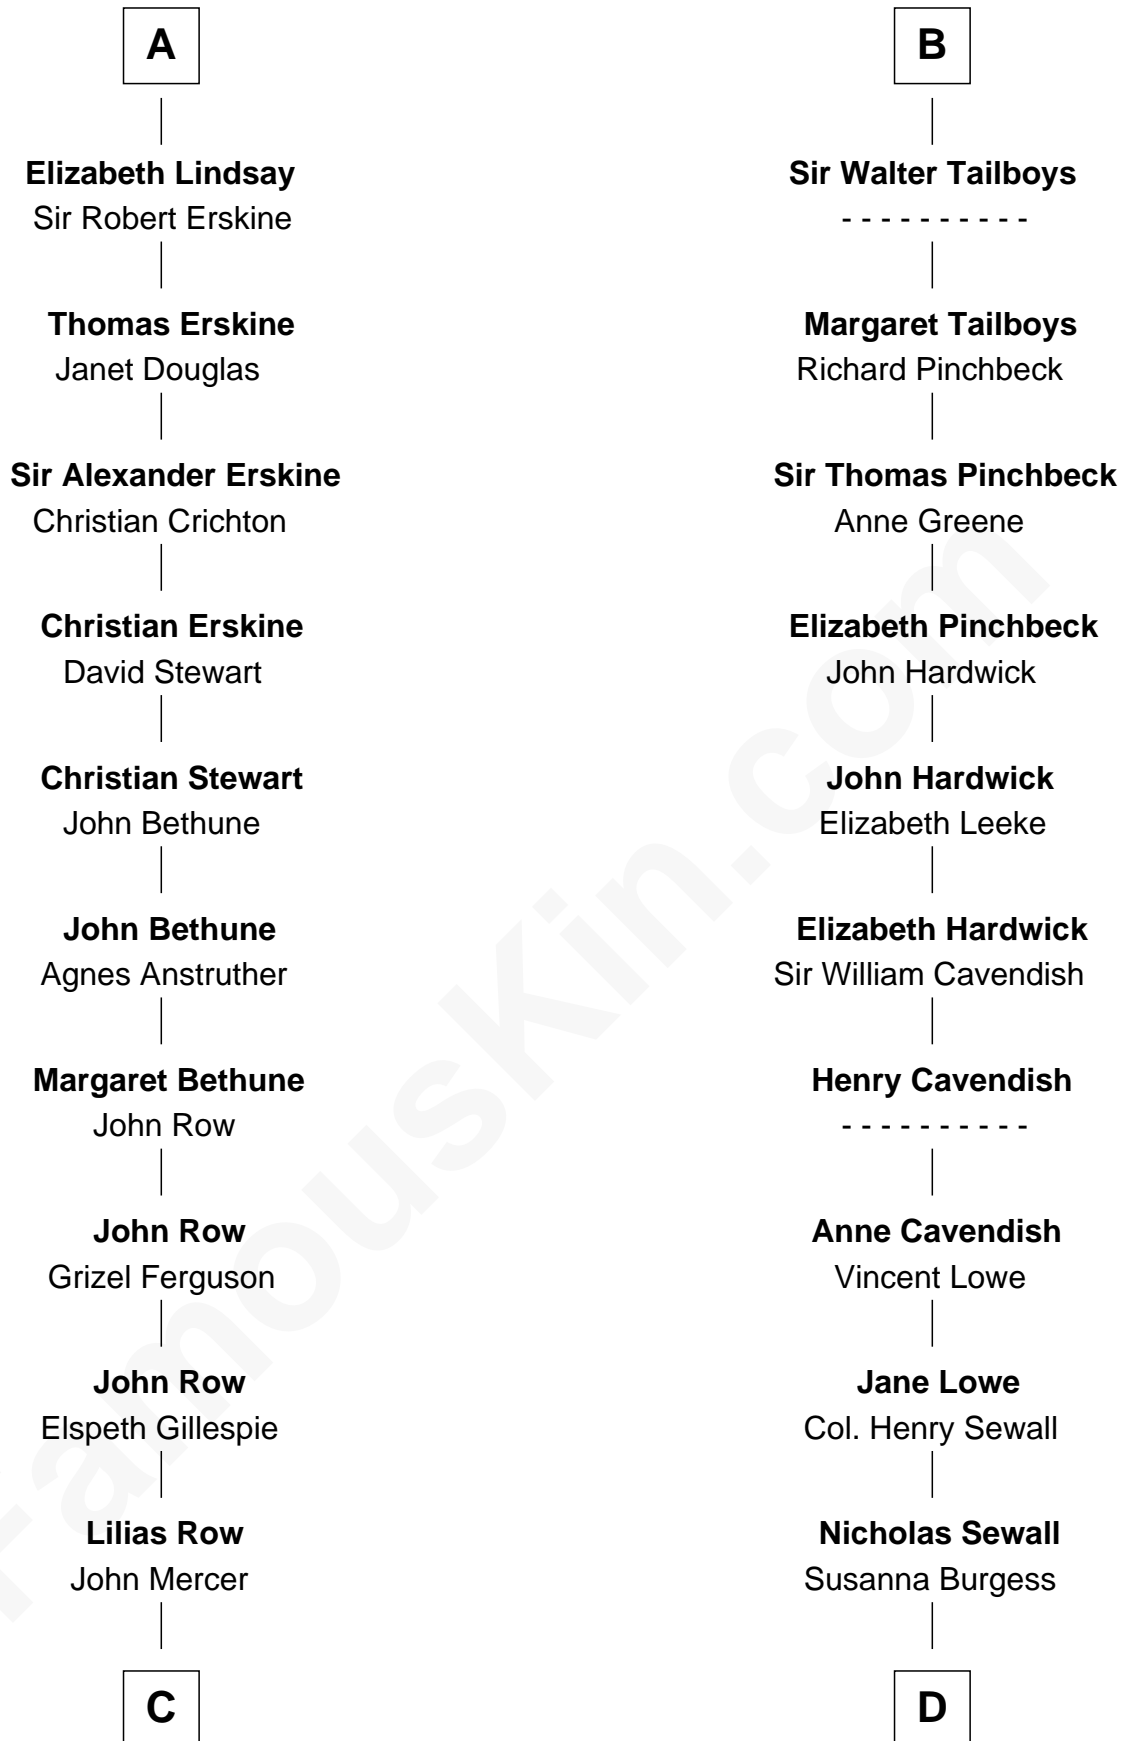 A
Elizabeth Lindsay
Sir Robert Erskine
Thomas Erskine
Janet Douglas
Sir Alexander Erskine
Christian Crichton
Christian Erskine
David Stewart
Christian Stewart
John Bethune
John Bethune
Agnes Anstruther
Margaret Bethune
John Row
John Row
Grizel Ferguson
John Row
Elspeth Gillespie
Lilias Row
John Mercer
C
B
Sir Walter Tailboys
- - - - - - - - - -
Margaret Tailboys
Richard Pinchbeck
Sir Thomas Pinchbeck
Anne Greene
Elizabeth Pinchbeck
John Hardwick
John Hardwick
Elizabeth Leeke
Elizabeth Hardwick
Sir William Cavendish
Henry Cavendish
- - - - - - - - - -
Anne Cavendish
Vincent Lowe
Jane Lowe
Col. Henry Sewall
Nicholas Sewall
Susanna Burgess
D
FamousKin.com